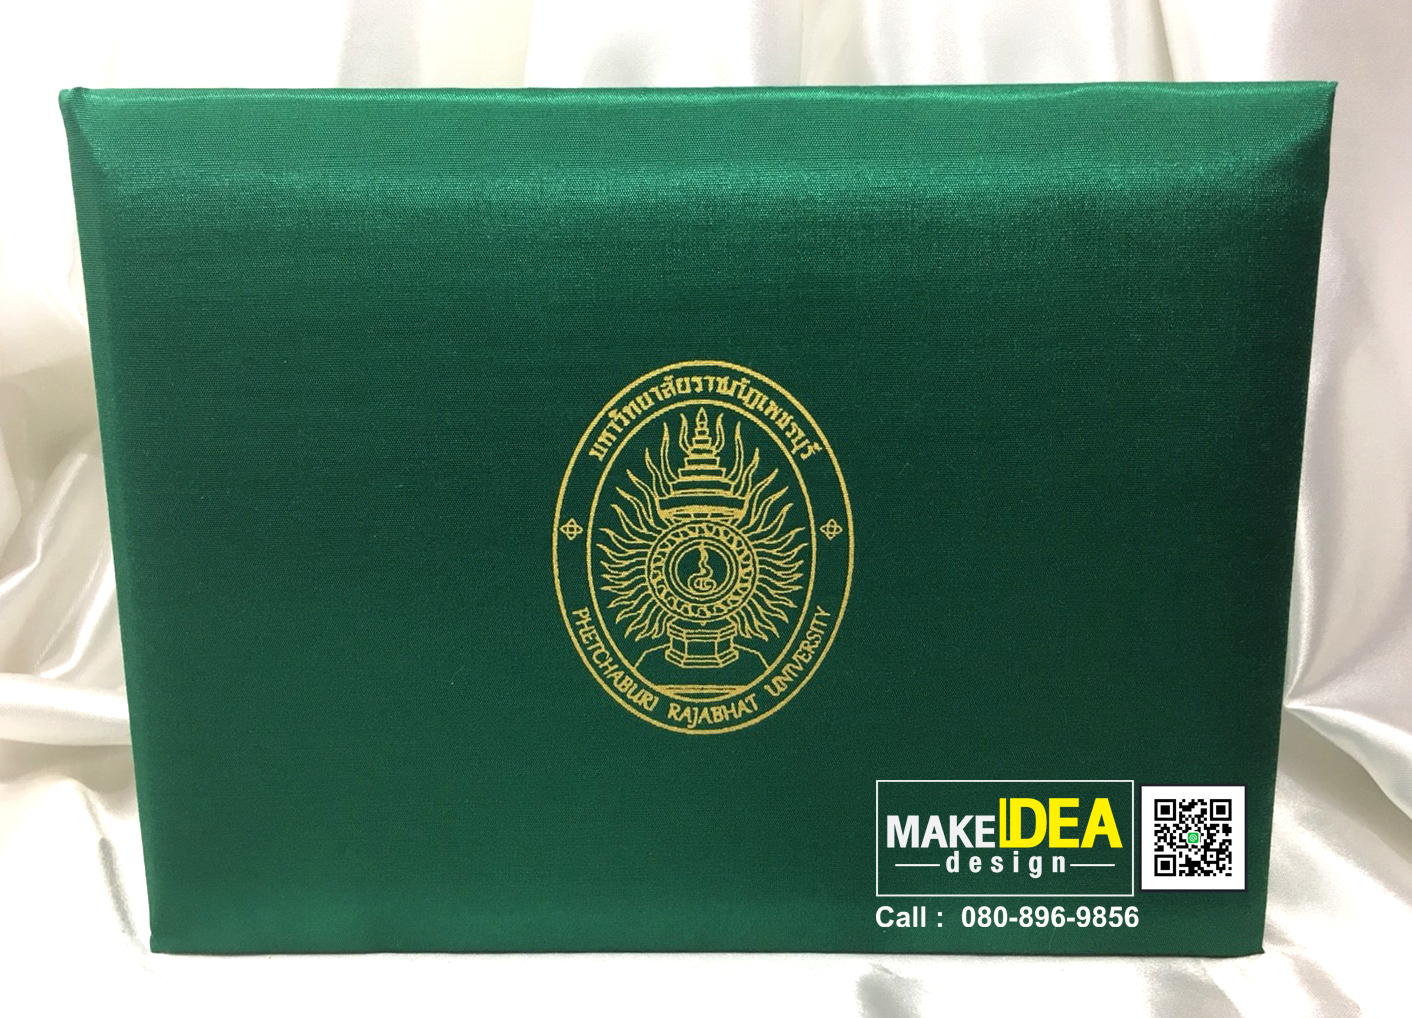 มหาวิทยาลัยราชภัฏเพชรบุรี
PHETCHABURI RAJABHAT UNIVERSITY
MAKE IDEA
design
Call : 080-896-9856